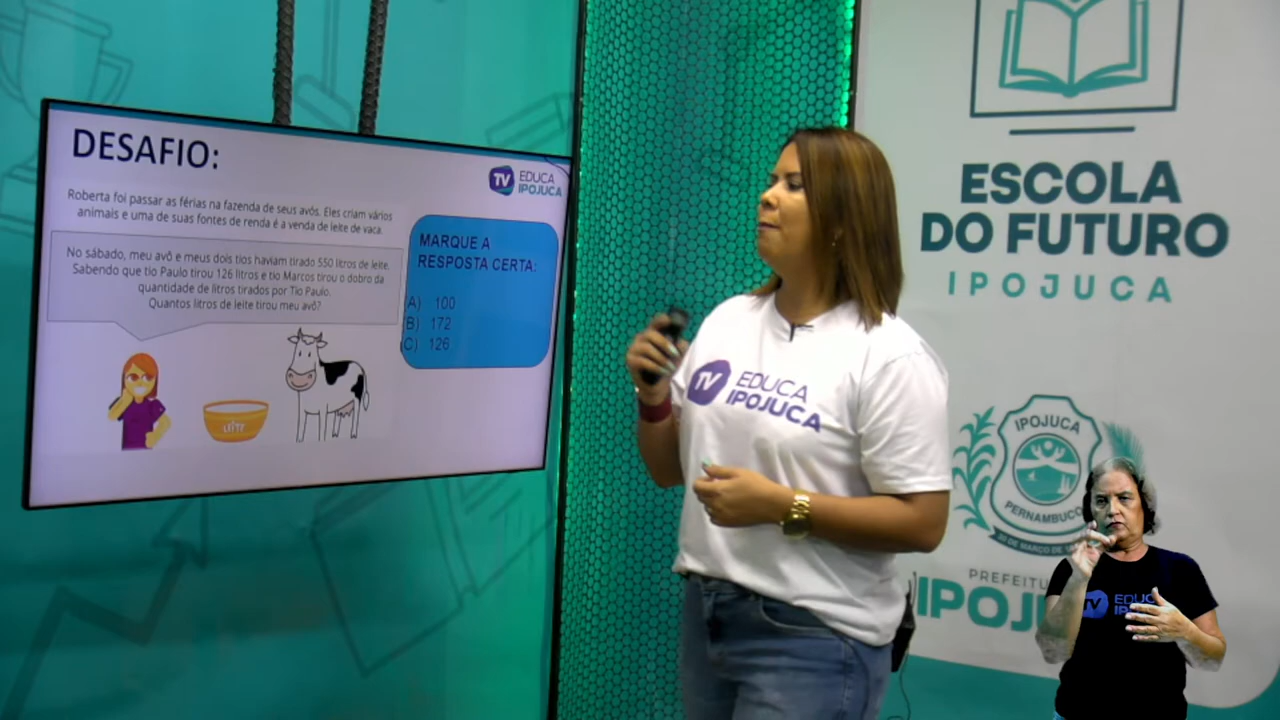 DESAFIO:
TV EDUCA
IPOJUCA
Roberta foi passar as férias na fazenda de seus avós. Eles criam vários
animais e uma de suas fontes de renda é a venda de leite de vaca.
No sábado, meu avô e meus dois tios haviam tirado 550 litros de leite.
Sabendo que tio Paulo tirou 126 litros e tio Marcos tirou o dobro da
quantidade de litros tirados por Tio Paulo.
Quantos litros de leite tirou meu avô?
MARQUE A
RESPOSTA CERTA:
(A) 100
(B) 172
(C) 126
LEITE
TV EDUCA
IPOJUCA
ESCOLA
DO FUTURO
IPOJUCA
IPOJUCA
PERNAMBUCO
PREFEITU
IPOJU
TV EDUC